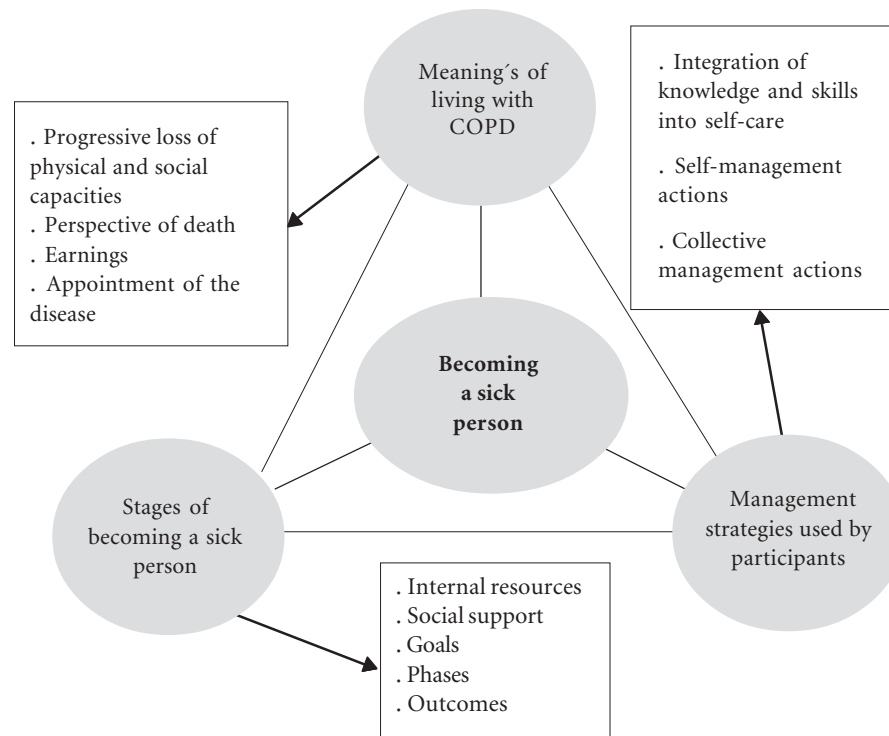 Meaning´s of
living with
COPD
. Integration of
knowledge and skills
into self-care
. Self-management
actions
. Collective
management actions
. Progressive loss of
physical and social
capacities
. Perspective of death
. Earnings
. Appointment of the
disease
Becoming
a sick
person
Stages of
becoming a sick
person
Management
strategies used by
participants
. Internal resources
. Social support
. Goals
. Phases
. Outcomes